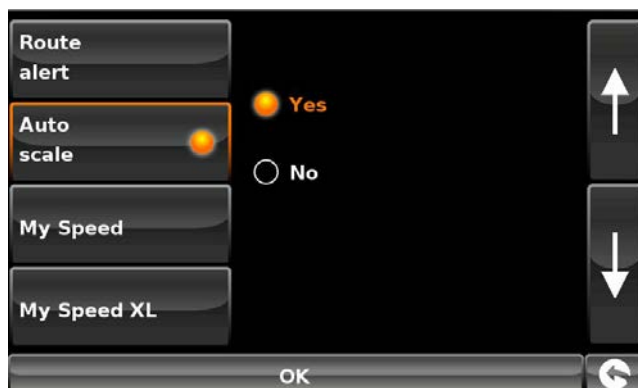 Route
alert
Auto
scale
Yes
No
My Speed
My Speed XL
OK